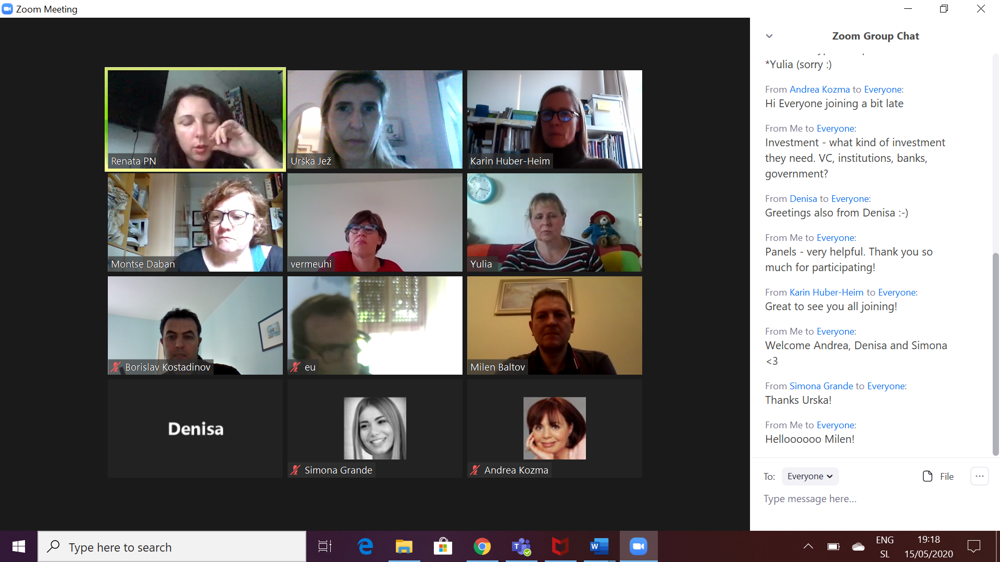 Zoom Meeting
Renata PN
Urška Jež
Karin Huber-Heim
Montse Daban
vermeuhi
Yulia
Borislav Kostadinov
eu
Milen Baltov
Denisa
Simona Grande
Andrea Kozma
Zoom Group Chat
*Yulia (sorry :)
From Andrea Kozma to Everyone:
Hi Everyone joining a bit late
From Me to Everyone:
Investment - what kind of investment
they need. VC, institutions, banks,
government?
From Denisa to Everyone:
Greetings also from Denisa :-)
From Me to Everyone:
Panels - very helpful. Thank you so
much for participating!
From Karin Huber-Heim to Everyone:
Great to see you all joining!
From Me to Everyone:
Welcome Andrea, Denisa and Simona
<3
From Simona Grande to Everyone:
Thanks Urska!
From Me to Everyone:
Melloooooo Milen!
To: Everyone
File
Type message here...
Type here to search
ENG
SL
19:18
15/05/2020